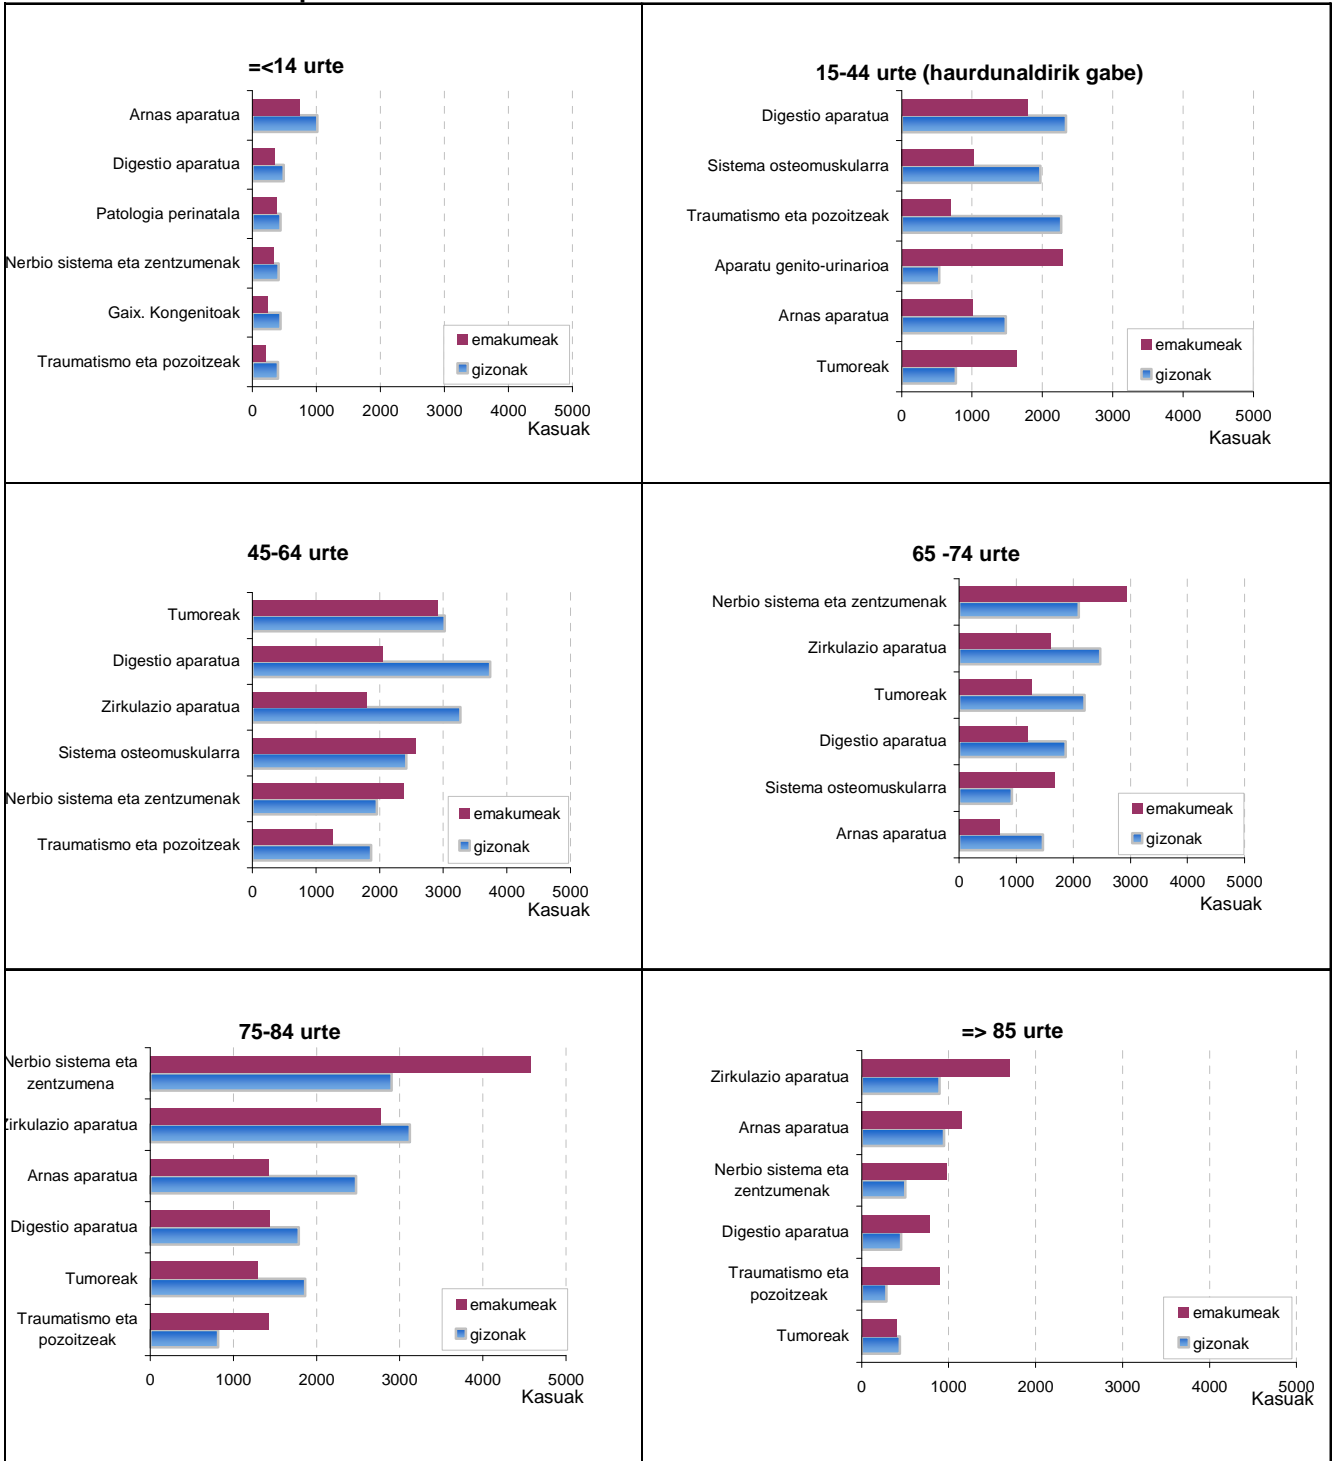 =<14 urte
Arnas aparatua
Digestio aparatua
Patologia perinatala
Nerbio sistema eta zentzumenak
Gaix. Kongenitoak
Traumatismo eta pozoitzeak
emakumeak
gizonak
0 1000 2000 3000 4000 5000
Kasuak
15-44 urte (haurdunaldirik gabe)
Digestio aparatua
Sistema osteomuskularra
Traumatismo eta pozoitzeak
Aparatu genito-urinarioa
Arnas aparatua
Tumoreak
emakumeak
gizonak
0 1000 2000 3000 4000 5000
Kasuak
45-64 urte
Tumoreak
Digestio aparatua
Zirkulazio aparatua
Sistema osteomuskularra
Nerbio sistema eta zentzumenak
Traumatismo eta pozoitzeak
emakumeak
gizonak
0 1000 2000 3000 4000 5000
Kasuak
65 -74 urte
Nerbio sistema eta zentzumenak
Zirkulazio aparatua
Tumoreak
Digestio aparatua
Sistema osteomuskularra
Arnas aparatua
emakumeak
gizonak
0 1000 2000 3000 4000 5000
Kasuak
75-84 urte
Nerbio sistema eta
zentzumena
Zirkulazio aparatua
Arnas aparatua
Digestio aparatua
Tumoreak
Traumatismo eta
pozoitzeak
emakumeak
gizonak
0 1000 2000 3000 4000 5000
Kasuak
=> 85 urte
Zirkulazio aparatua
Arnas aparatua
Nerbio sistema eta
zentzumenak
Digestio aparatua
Traumatismo eta
pozoitzeak
Tumoreak
emakumeak
gizonak
0 1000 2000 3000 4000 5000
Kasuak